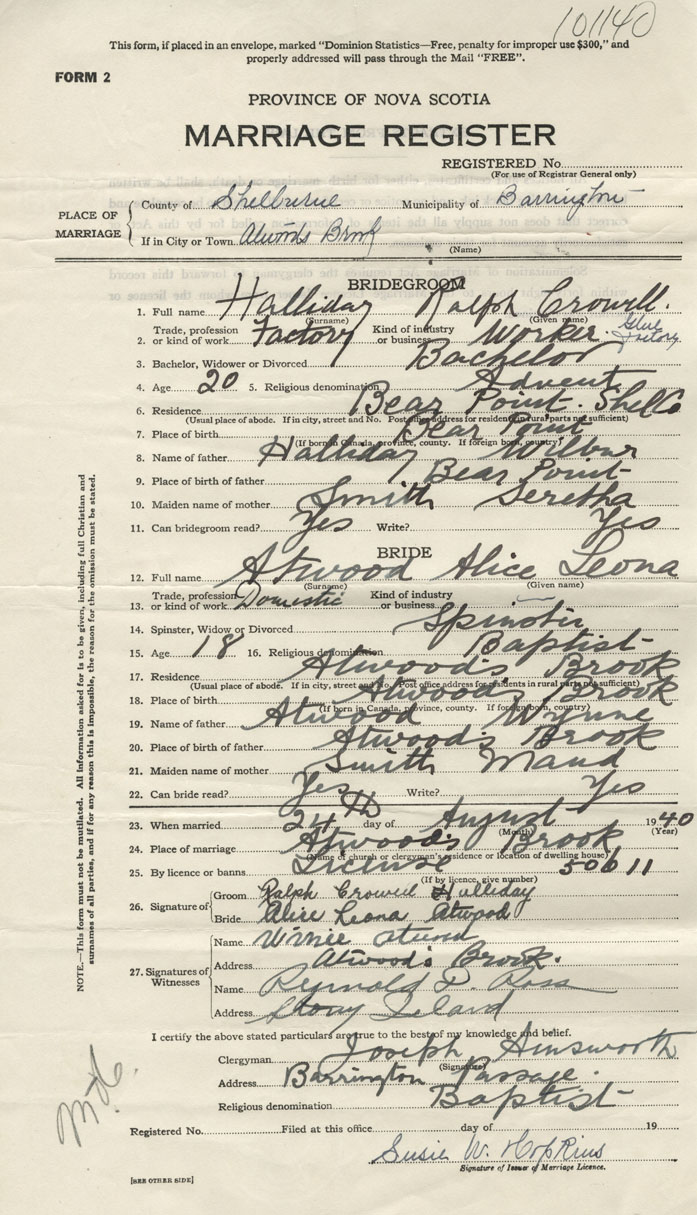 101140
This form, if placed in an envelope, marked "Dominion Statistics—Free, penalty for improper use $300," and
properly addressed will pass through the Mail "FREE".
FORM 2
PROVINCE OF NOVA SCOTIA
MARRIAGE REGISTER
REGISTERED No.
(For use of Registrar General only)
PLACE OF MARRIAGE
County of Shelburne Municipality of Barrington
If in City or Town Atwoods Brook
(Name)
BRIDEGROOM
1. Full name Halliday Ralph Crowell
(Surname) (Given name)
2. Trade, profession or kind of work Factory Kind of industry or business Worker Glue Factory
3. Bachelor, Widower or Divorced Bachelor
4. Age 20 5. Religious denomination Advent
6. Residence Bear Point. Shel Co
(Usual place of abode. If in city, street and No. Post office address for residents in rural parts not sufficient)
7. Place of birth Bear Point
(If born in Canada, province, county. If foreign born, country)
8. Name of father Halliday Wilbur
9. Place of birth of father Bear Point
10. Maiden name of mother Smith Seretha
11. Can bridegroom read? Yes Write? Yes
BRIDE
12. Full name Atwood Alice Leona
(Surname) (Given name)
13. Trade, profession or kind of work Domestic Kind of industry or business
14. Spinster, Widow or Divorced Spinster
15. Age 18 16. Religious denomination Baptist
17. Residence Atwood's Brook
(Usual place of abode. If in city, street and No. Post office address for residents in rural parts not sufficient)
18. Place of birth Atwoods Brook
(If born in Canada, province, county. If foreign born, country)
19. Name of father Atwood Wynne
20. Place of birth of father Atwood's Brook
21. Maiden name of mother Smith Maud
22. Can bride read? Yes Write? Yes
23. When married 24th day of August 1940
(Month) (Year)
24. Place of marriage Atwood's Brook
(Name of church or clergyman's residence or location of dwelling house)
25. By licence or banns License 50611
(If by licence, give number)
26. Signature of
Groom Ralph Crowell Halliday
Bride Alice Leona Atwood
27. Signatures of Witnesses
Name Atwood
Address Atwood's Brook.
Name Reynold Ross
Address Stony Island
I certify the above stated particulars are true to the best of my knowledge and belief.
Clergyman Joseph Ainsworth
(Signature)
Address Barrington Passage.
Religious denomination Baptist
Registered No. Filed at this office day of 19
Susie W. Hopkins
Signature of Issuer of Marriage Licence.
[SEE OTHER SIDE]
NOTE.—This form must not be mutilated. All information asked for is to be given, including full Christian and
surnames of all parties, and if for any reason this is impossible, the reason for the omission must be stated.